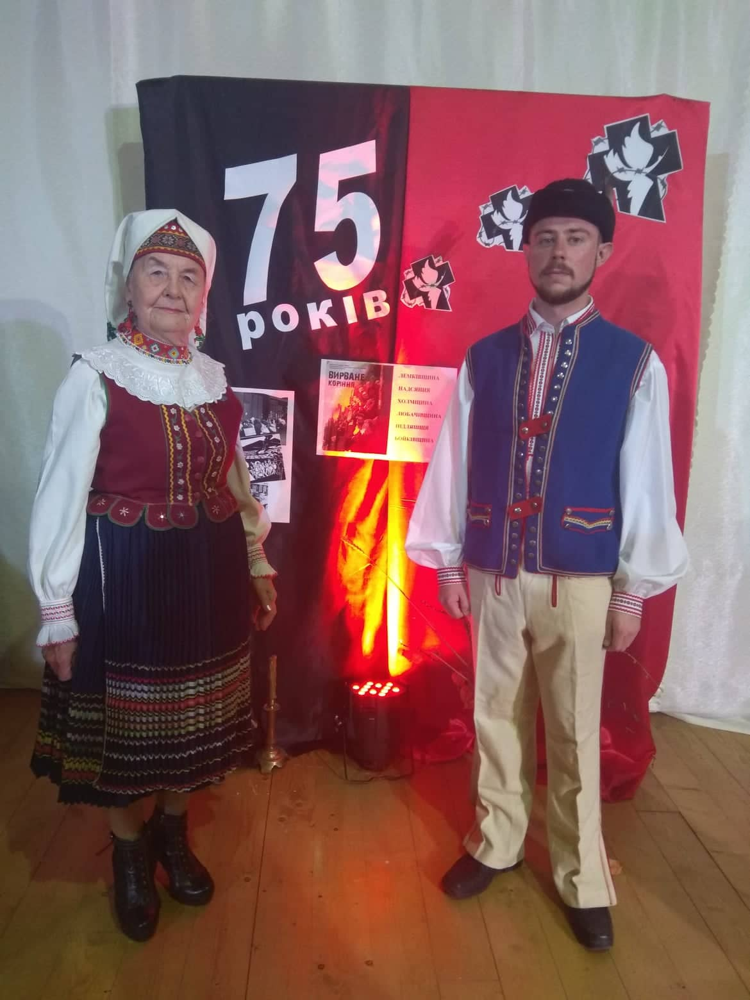 75
років
ВИРВАНЕ
КОРІННЯ
ЛЕМКІВЩИНА
НАДСЯННЯ
ХОЛМЩИНА
ЛЮБАЧІВЩИНА
ПІДЛЯШШЯ
БОЙКІВЩИНА